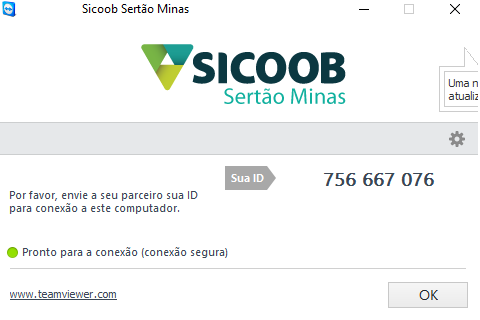 Sicoob Sertão Minas
SICOOB
Sertão Minas
Uma n
atualiz
Sua ID
756 667 076
Por favor, envie a seu parceiro sua ID
para conexão a este computador.
Pronto para a conexão (conexão segura)
www.teamviewer.com
OK